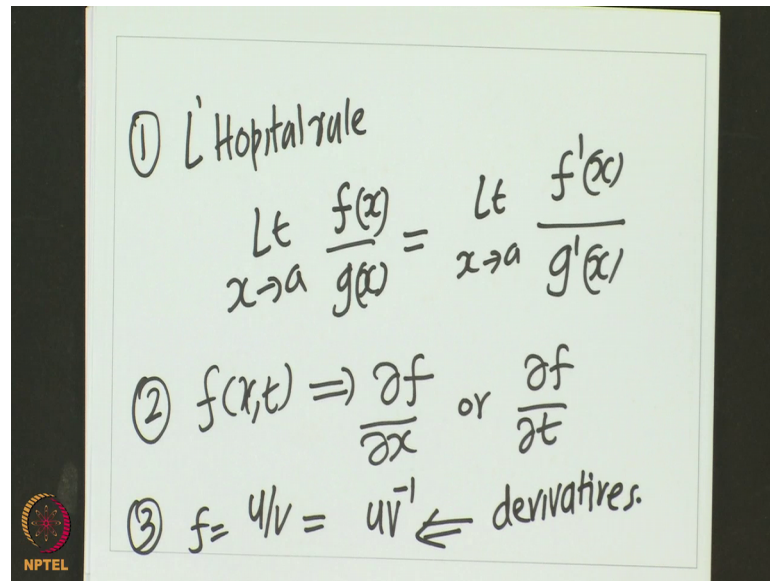 ① L'Hopital rule
Lt x→a f(x)/g(x) = Lt x→a f'(x)/g'(x)
② f(x,t) ⇒ ∂f/∂x or ∂f/∂t
③ f = u/v = uv⁻¹ ⇐ derivatives.
NPTEL